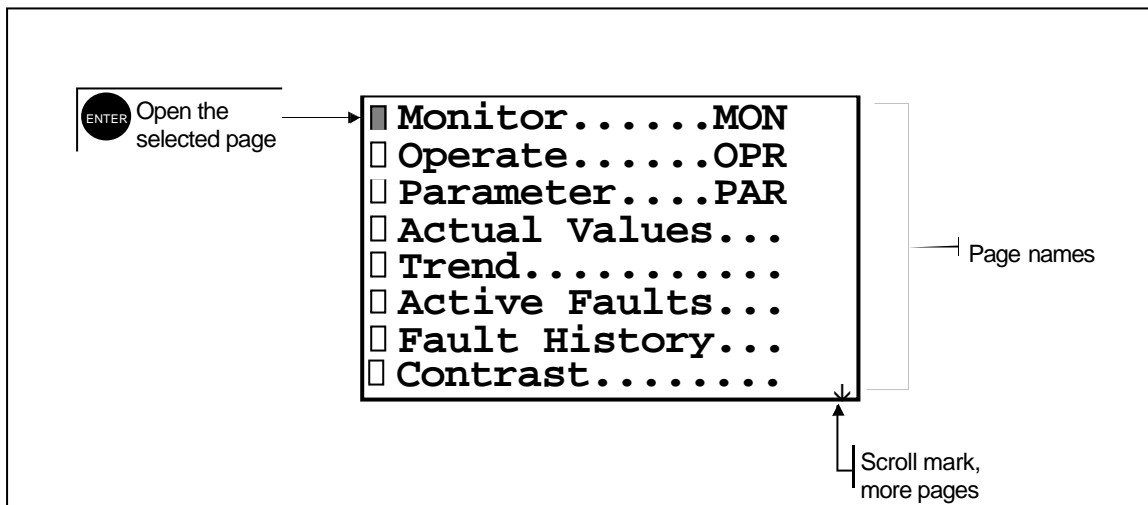 ENTER
Open the
selected page
Monitor......MON
Operate......OPR
Parameter....PAR
Actual Values...
Trend...........
Active Faults...
Fault History...
Contrast........
Page names
Scroll mark,
more pages